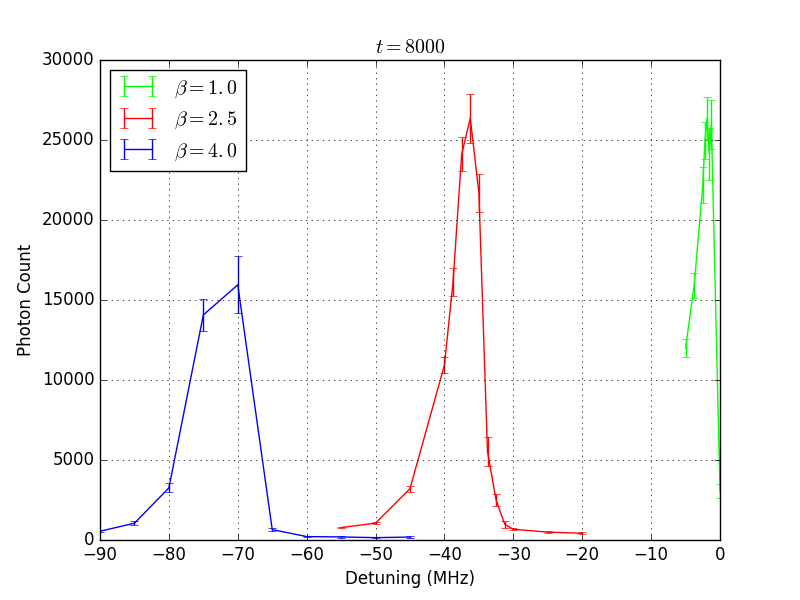 t = 8000
30000
25000
20000
15000
10000
5000
0
Photon Count
β = 1.0
β = 2.5
β = 4.0
−90 −80 −70 −60 −50 −40 −30 −20 −10 0
Detuning (MHz)